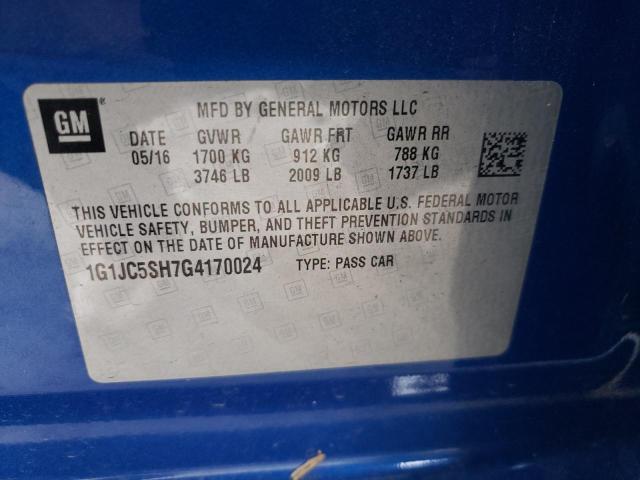 GM
MFD BY GENERAL MOTORS LLC
DATE GVWR GAWR FRT GAWR RR
05/16 1700 KG 912 KG 788 KG
3746 LB 2009 LB 1737 LB
THIS VEHICLE CONFORMS TO ALL APPLICABLE U.S. FEDERAL MOTOR
VEHICLE SAFETY, BUMPER, AND THEFT PREVENTION STANDARDS IN
EFFECT ON THE DATE OF MANUFACTURE SHOWN ABOVE.
1G1JC5SH7G4170024 TYPE: PASS CAR